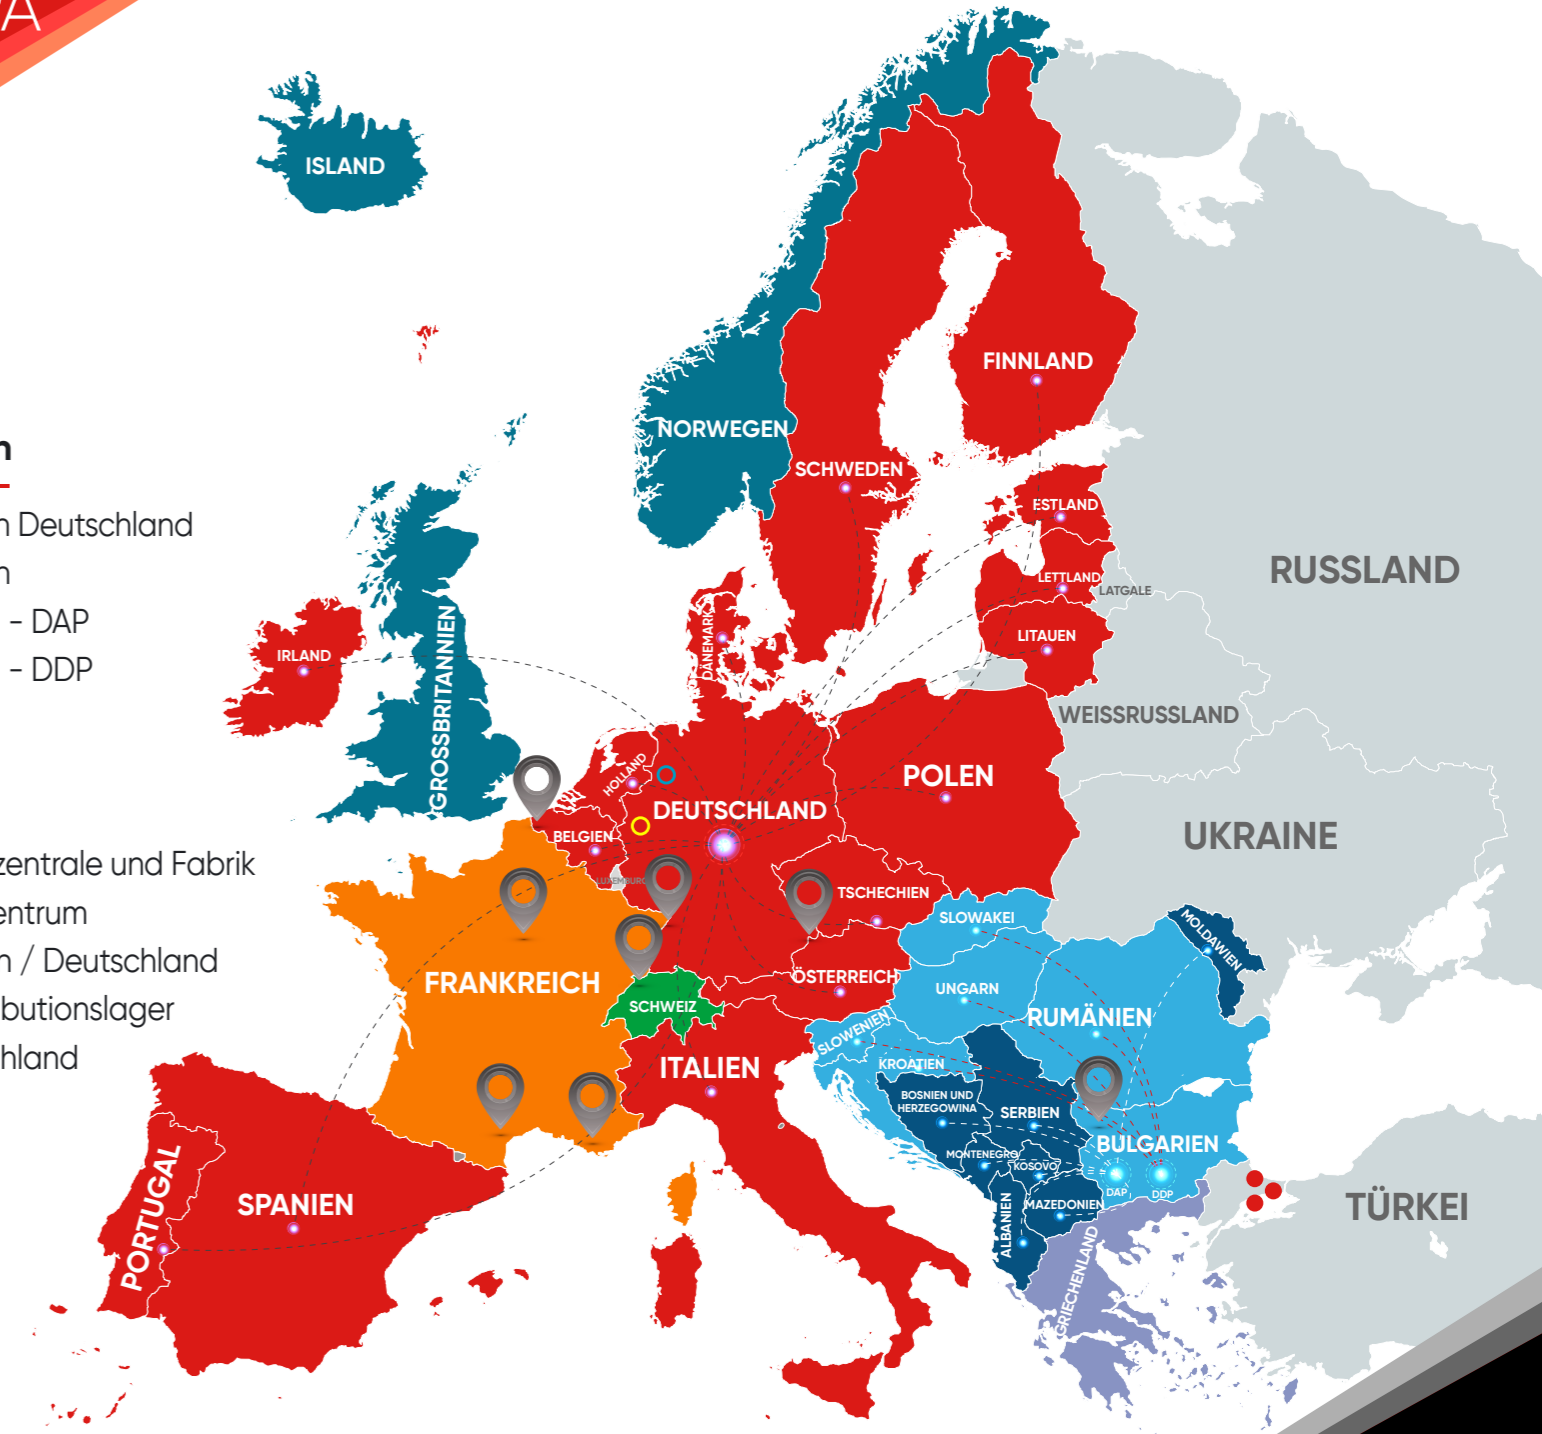 A
ISLAND
FINNLAND
NORWEGEN
n
SCHWEDEN
ESTLAND
n Deutschland
RUSSLAND
n
LETTLAND
LATGALE
- DAP
DÄNEMARK
LITAUEN
IRLAND
- DDP
GROSSBRITANNIEN
WEISSRUSSLAND
HOLLAND
POLEN
DEUTSCHLAND
UKRAINE
BELGIEN
zentrale und Fabrik
LUXEMBURG
TSCHECHIEN
entrum
SLOWAKEI
MOLDAWIEN
n / Deutschland
FRANKREICH
ÖSTERREICH
UNGARN
ibutionslager
SCHWEIZ
RUMÄNIEN
SLOWENIEN
hland
ITALIEN
KROATIEN
BOSNIEN UND
HERZEGOWINA
SERBIEN
BULGARIEN
MONTENEGRO
KOSOVO
DAP
DDP
PORTUGAL
SPANIEN
MAZEDONIEN
TÜRKEI
ALBANIEN
GRIECHENLAND